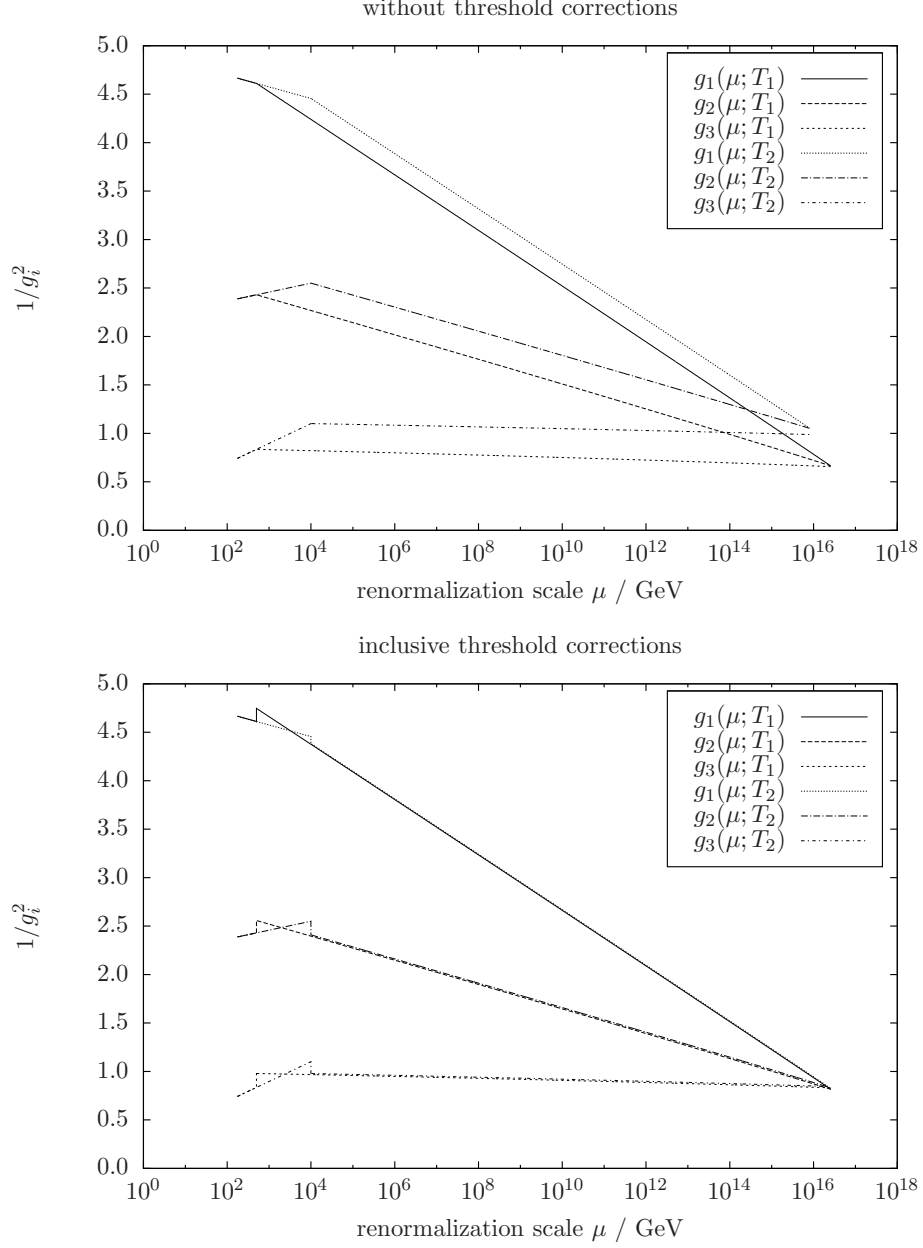 without threshold corrections
5.0
4.5
4.0
3.5
3.0
2.5
2.0
1.5
1.0
0.5
0.0
1/g_i^2
g_1(μ; T_1)
g_2(μ; T_1)
g_3(μ; T_1)
g_1(μ; T_2)
g_2(μ; T_2)
g_3(μ; T_2)
10^0 10^2 10^4 10^6 10^8 10^10 10^12 10^14 10^16 10^18
renormalization scale μ / GeV
inclusive threshold corrections
5.0
4.5
4.0
3.5
3.0
2.5
2.0
1.5
1.0
0.5
0.0
1/g_i^2
g_1(μ; T_1)
g_2(μ; T_1)
g_3(μ; T_1)
g_1(μ; T_2)
g_2(μ; T_2)
g_3(μ; T_2)
10^0 10^2 10^4 10^6 10^8 10^10 10^12 10^14 10^16 10^18
renormalization scale μ / GeV